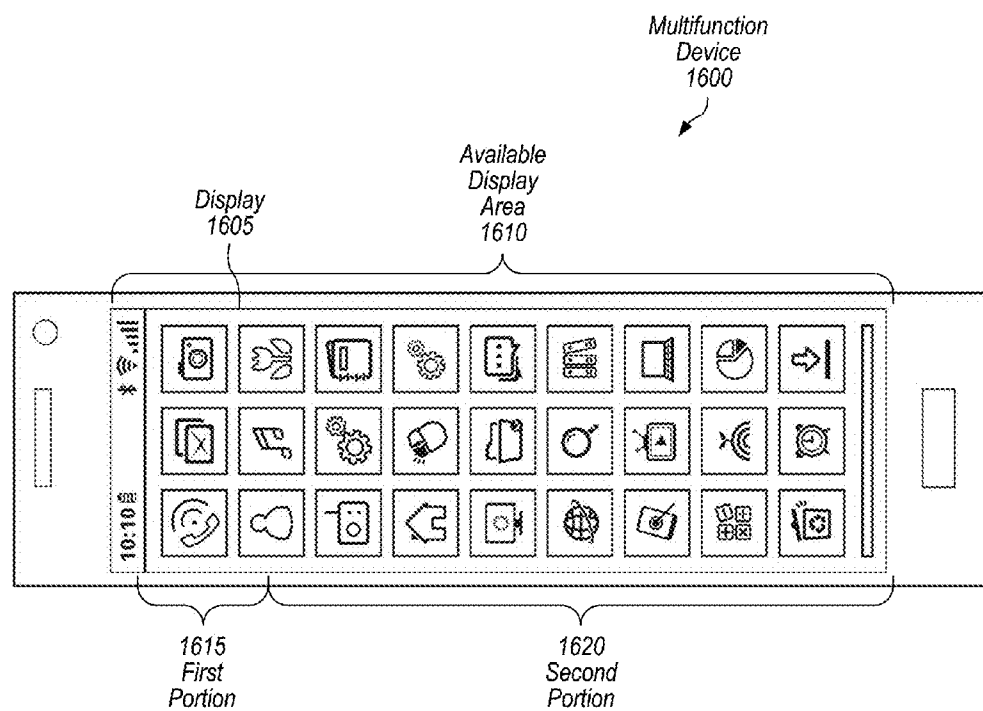 Multifunction
Device
1600
Available
Display
Area
1610
Display
1605
10:10
1615
First
Portion
1620
Second
Portion